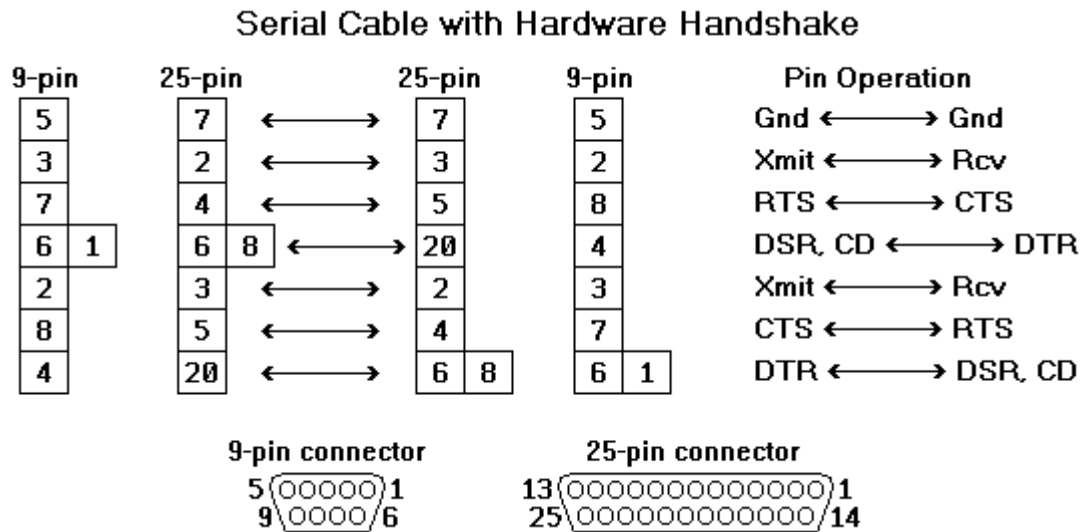 Serial Cable with Hardware Handshake
9-pin 25-pin 25-pin 9-pin Pin Operation
5 7 7 5 Gnd Gnd
3 2 3 2 Xmit Rcv
7 4 5 8 RTS CTS
6 1 6 8 20 4 DSR, CD DTR
2 3 2 3 Xmit Rcv
8 5 4 7 CTS RTS
4 20 6 8 6 1 DTR DSR, CD
9-pin connector 25-pin connector
5 1 13 1
9 6 25 14